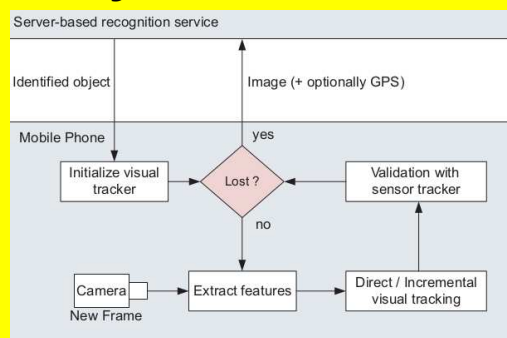 Server-based recognition service
Identified object
Image (+ optionally GPS)
Mobile Phone
yes
Initialize visual
tracker
Lost ?
Validation with
sensor tracker
no
Camera
New Frame
Extract features
Direct / Incremental
visual tracking